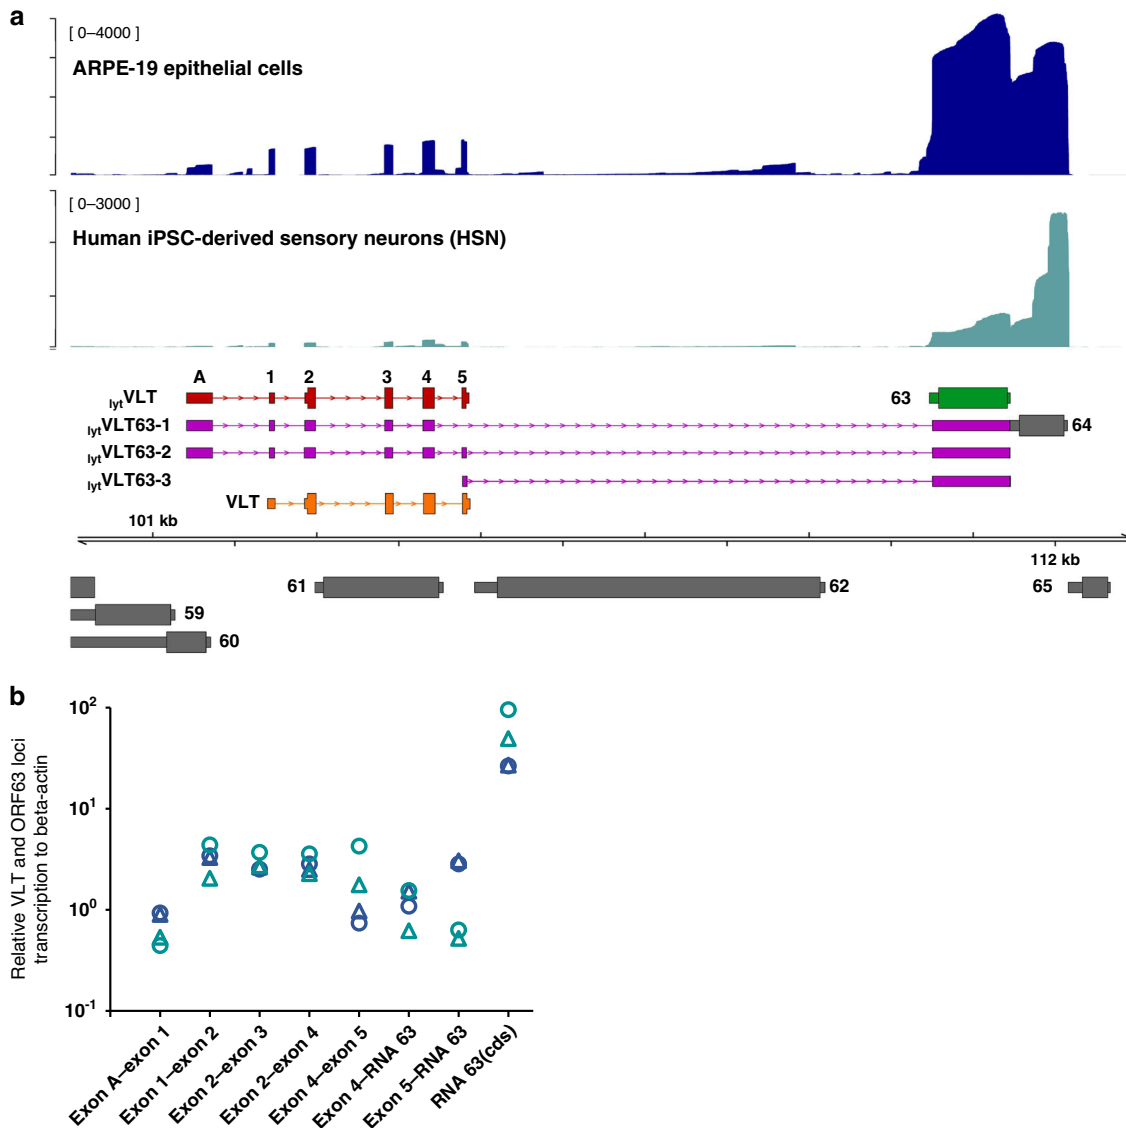 a
[ 0–4000 ]
ARPE-19 epithelial cells
[ 0–3000 ]
Human iPSC-derived sensory neurons (HSN)
A 1 2 3 4 5
lytVLT
63
lytVLT63-1
64
lytVLT63-2
lytVLT63-3
VLT
101 kb
112 kb
61
62
65
59
60
b
Relative VLT and ORF63 loci
transcription to beta-actin
10²
10¹
10⁰
10⁻¹
Exon A–exon 1
Exon 1–exon 2
Exon 2–exon 3
Exon 2–exon 4
Exon 4–exon 5
Exon 4–RNA 63
Exon 5–RNA 63
RNA 63(cds)